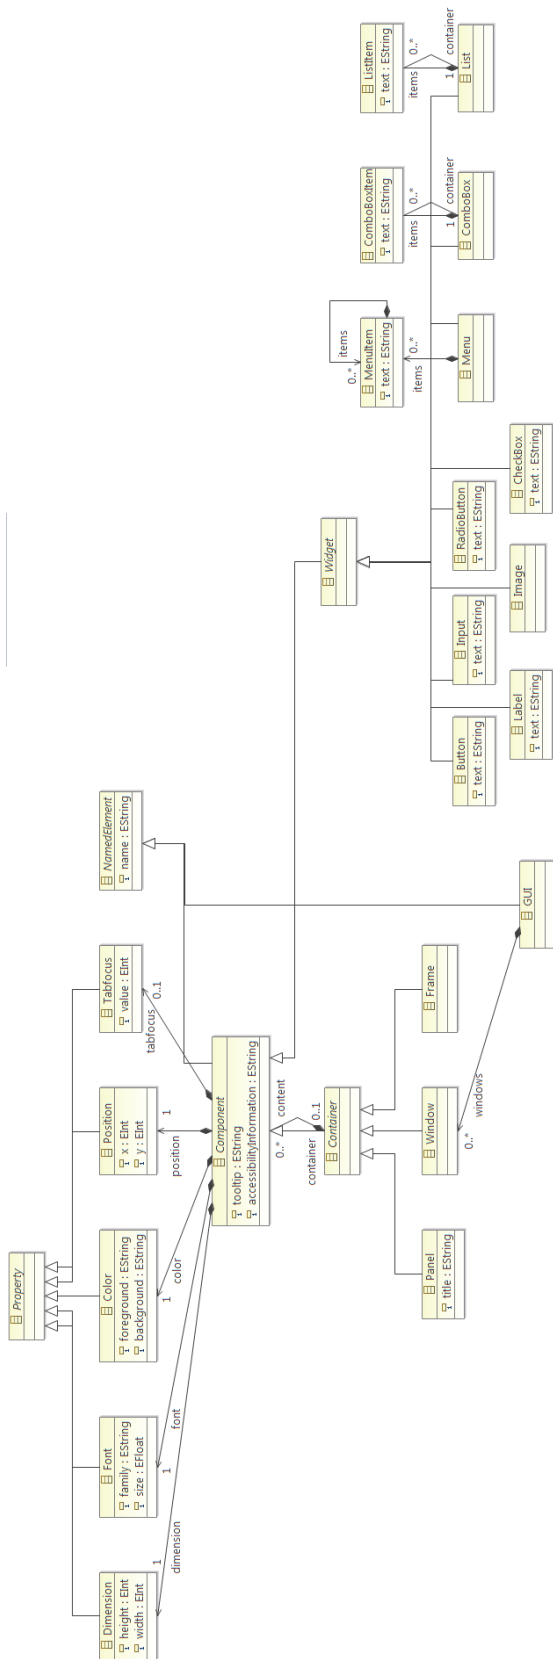 Property
Dimension
height : EInt
width : EInt
Font
family : EString
size : EFloat
Color
foreground : EString
background : EString
Position
x : EInt
y : EInt
Tabfocus
value : EInt
NamedElement
name : EString
1
dimension
1
font
1
color
1
position
0..1
tabfocus
Component
tooltip : EString
accessibilityInformation : EString
0..*
content
container
0..1
Container
Widget
items
0..*
MenuItem
text : EString
ComboBoxItem
text : EString
ListItem
text : EString
0..*
items
0..*
items
0..*
items
container
1
container
1
Panel
title : EString
Window
Frame
Menu
ComboBox
List
Button
text : EString
Input
text : EString
RadioButton
text : EString
0..*
windows
GUI
Label
text : EString
Image
CheckBox
text : EString